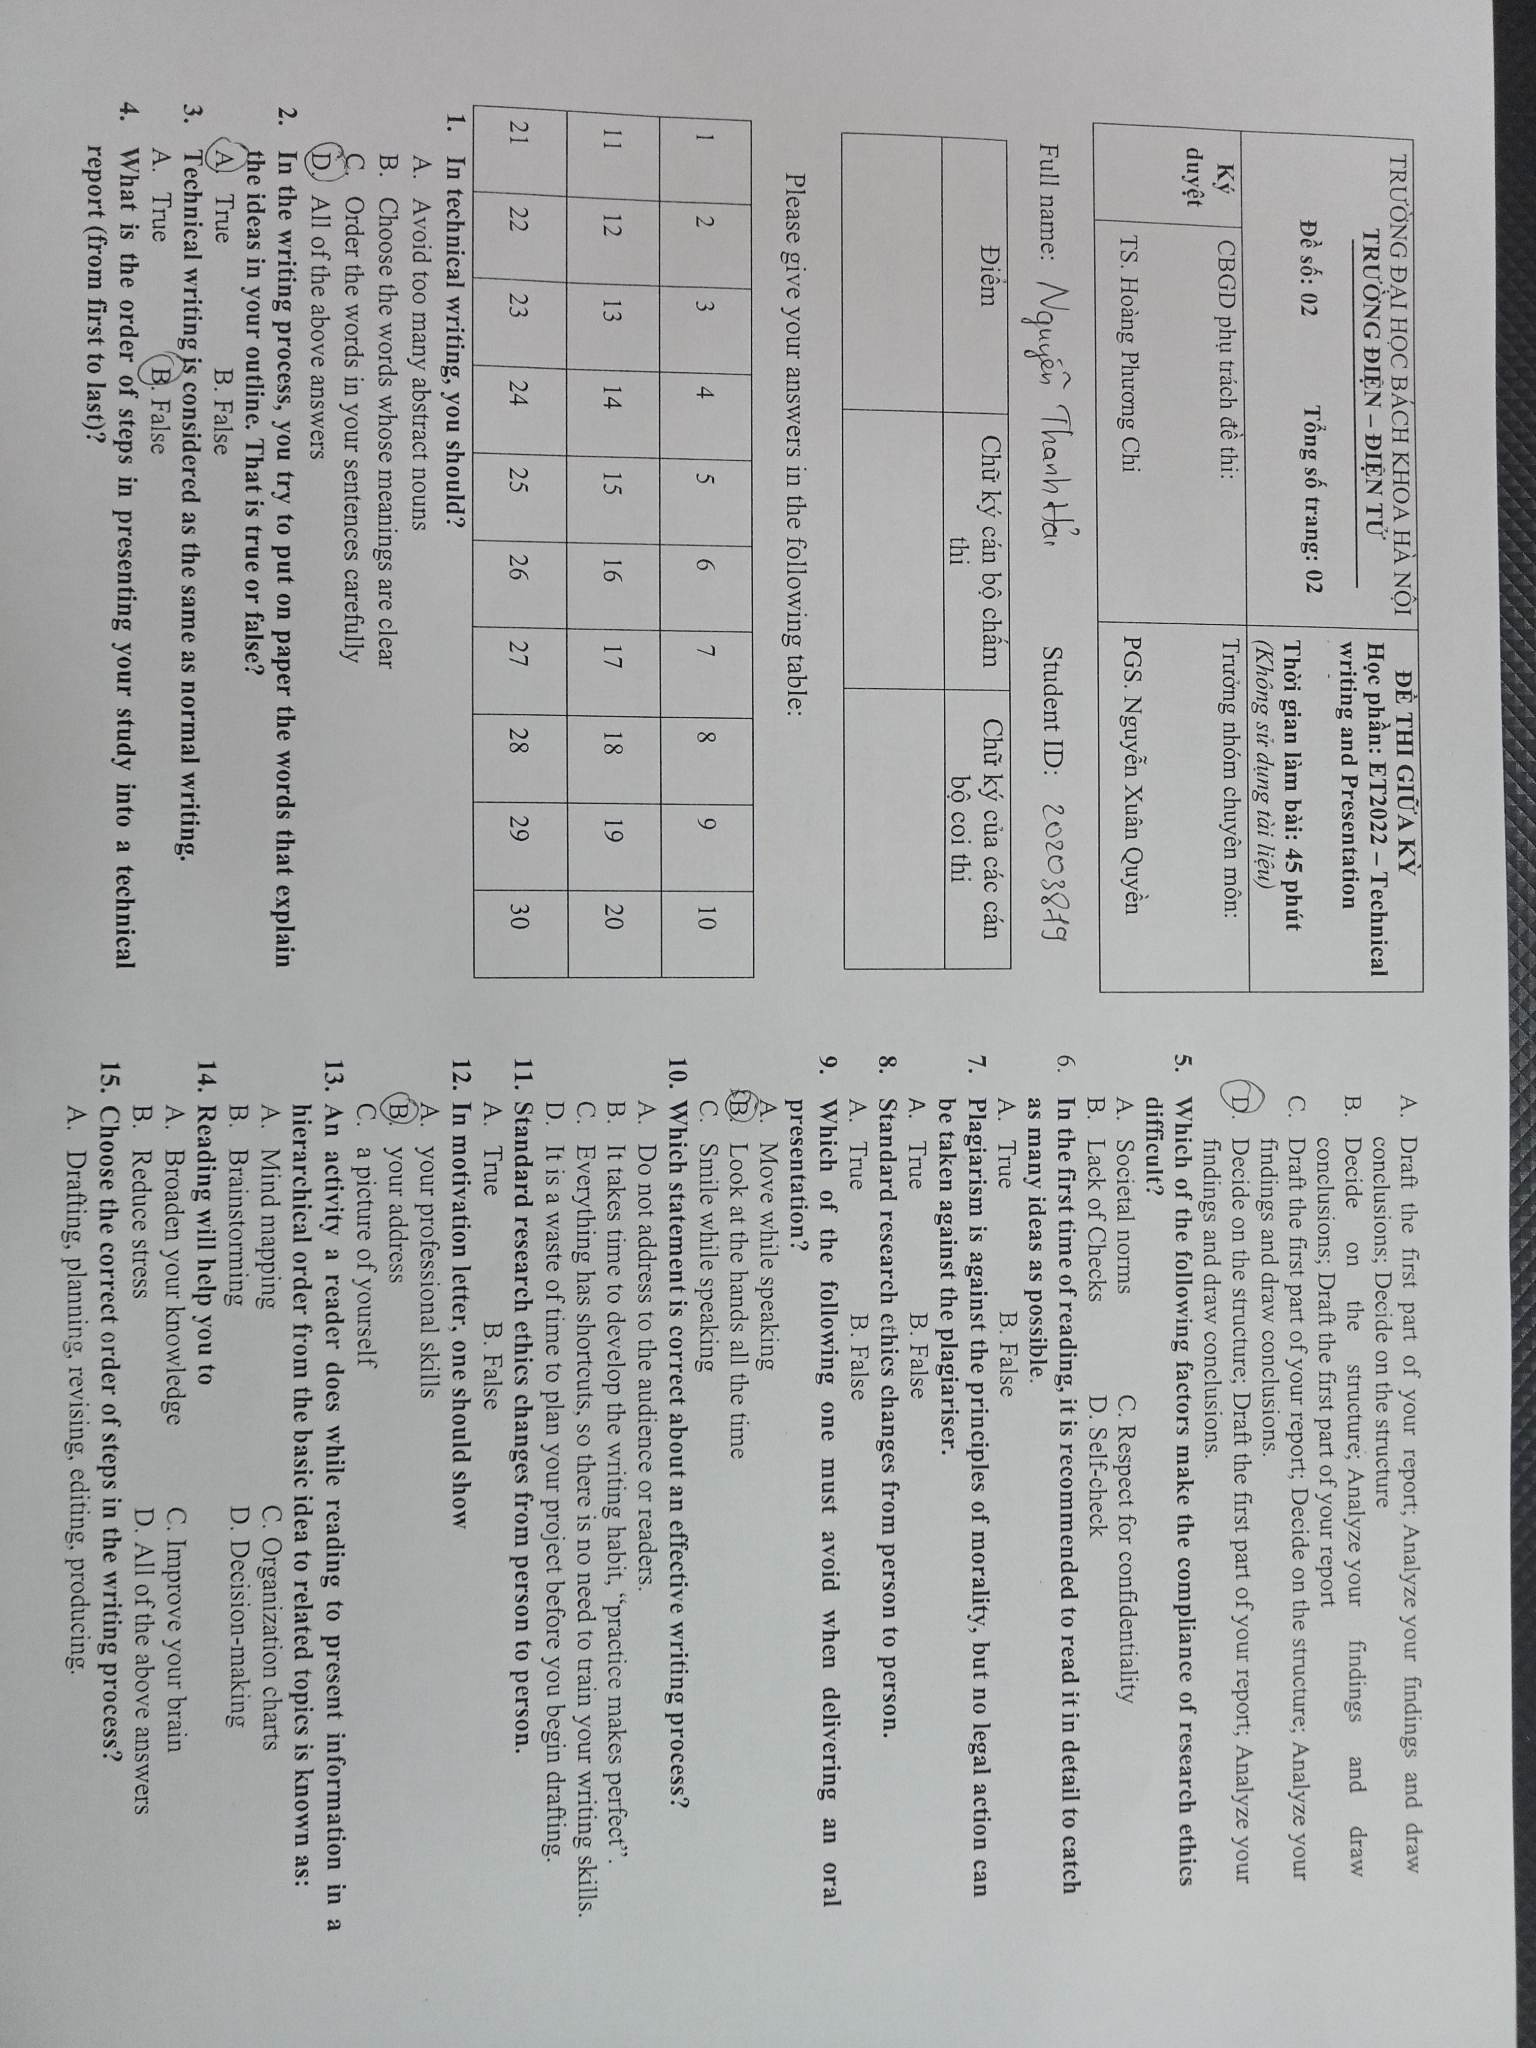 TRƯỜNG ĐẠI HỌC BÁCH KHOA HÀ NỘI
TRƯỜNG ĐIỆN – ĐIỆN TỬ
Đề số: 02 Tổng số trang: 02
ĐỀ THI GIỮA KỲ
Học phần: ET2022 – Technical
writing and Presentation
Thời gian làm bài: 45 phút
(Không sử dụng tài liệu)
Ký
duyệt
CBGD phụ trách đề thi:
TS. Hoàng Phương Chi
Trưởng nhóm chuyên môn:
PGS. Nguyễn Xuân Quyền
Full name: Nguyễn Thanh Hải Student ID: 20203879
Điểm
Chữ ký cán bộ chấm
thi
Chữ ký của các cán
bộ coi thi
Please give your answers in the following table:
1 2 3 4 5 6 7 8 9 10
11 12 13 14 15 16 17 18 19 20
21 22 23 24 25 26 27 28 29 30
1. In technical writing, you should?
A. Avoid too many abstract nouns
B. Choose the words whose meanings are clear
C. Order the words in your sentences carefully
D. All of the above answers
2. In the writing process, you try to put on paper the words that explain
the ideas in your outline. That is true or false?
A. True B. False
3. Technical writing is considered as the same as normal writing.
A. True B. False
4. What is the order of steps in presenting your study into a technical
report (from first to last)?
A. Draft the first part of your report; Analyze your findings and draw
conclusions; Decide on the structure
B. Decide on the structure; Analyze your findings and draw
conclusions; Draft the first part of your report
C. Draft the first part of your report; Decide on the structure; Analyze your
findings and draw conclusions.
D. Decide on the structure; Draft the first part of your report; Analyze your
findings and draw conclusions.
5. Which of the following factors make the compliance of research ethics
difficult?
A. Societal norms C. Respect for confidentiality
B. Lack of Checks D. Self-check
6. In the first time of reading, it is recommended to read it in detail to catch
as many ideas as possible.
A. True B. False
7. Plagiarism is against the principles of morality, but no legal action can
be taken against the plagiariser.
A. True B. False
8. Standard research ethics changes from person to person.
A. True B. False
9. Which of the following one must avoid when delivering an oral
presentation?
A. Move while speaking
B. Look at the hands all the time
C. Smile while speaking
10. Which statement is correct about an effective writing process?
A. Do not address to the audience or readers.
B. It takes time to develop the writing habit, “practice makes perfect”.
C. Everything has shortcuts, so there is no need to train your writing skills.
D. It is a waste of time to plan your project before you begin drafting.
11. Standard research ethics changes from person to person.
A. True B. False
12. In motivation letter, one should show
A. your professional skills
B. your address
C. a picture of yourself
13. An activity a reader does while reading to present information in a
hierarchical order from the basic idea to related topics is known as:
A. Mind mapping C. Organization charts
B. Brainstorming D. Decision-making
14. Reading will help you to
A. Broaden your knowledge C. Improve your brain
B. Reduce stress D. All of the above answers
15. Choose the correct order of steps in the writing process?
A. Drafting, planning, revising, editing, producing.